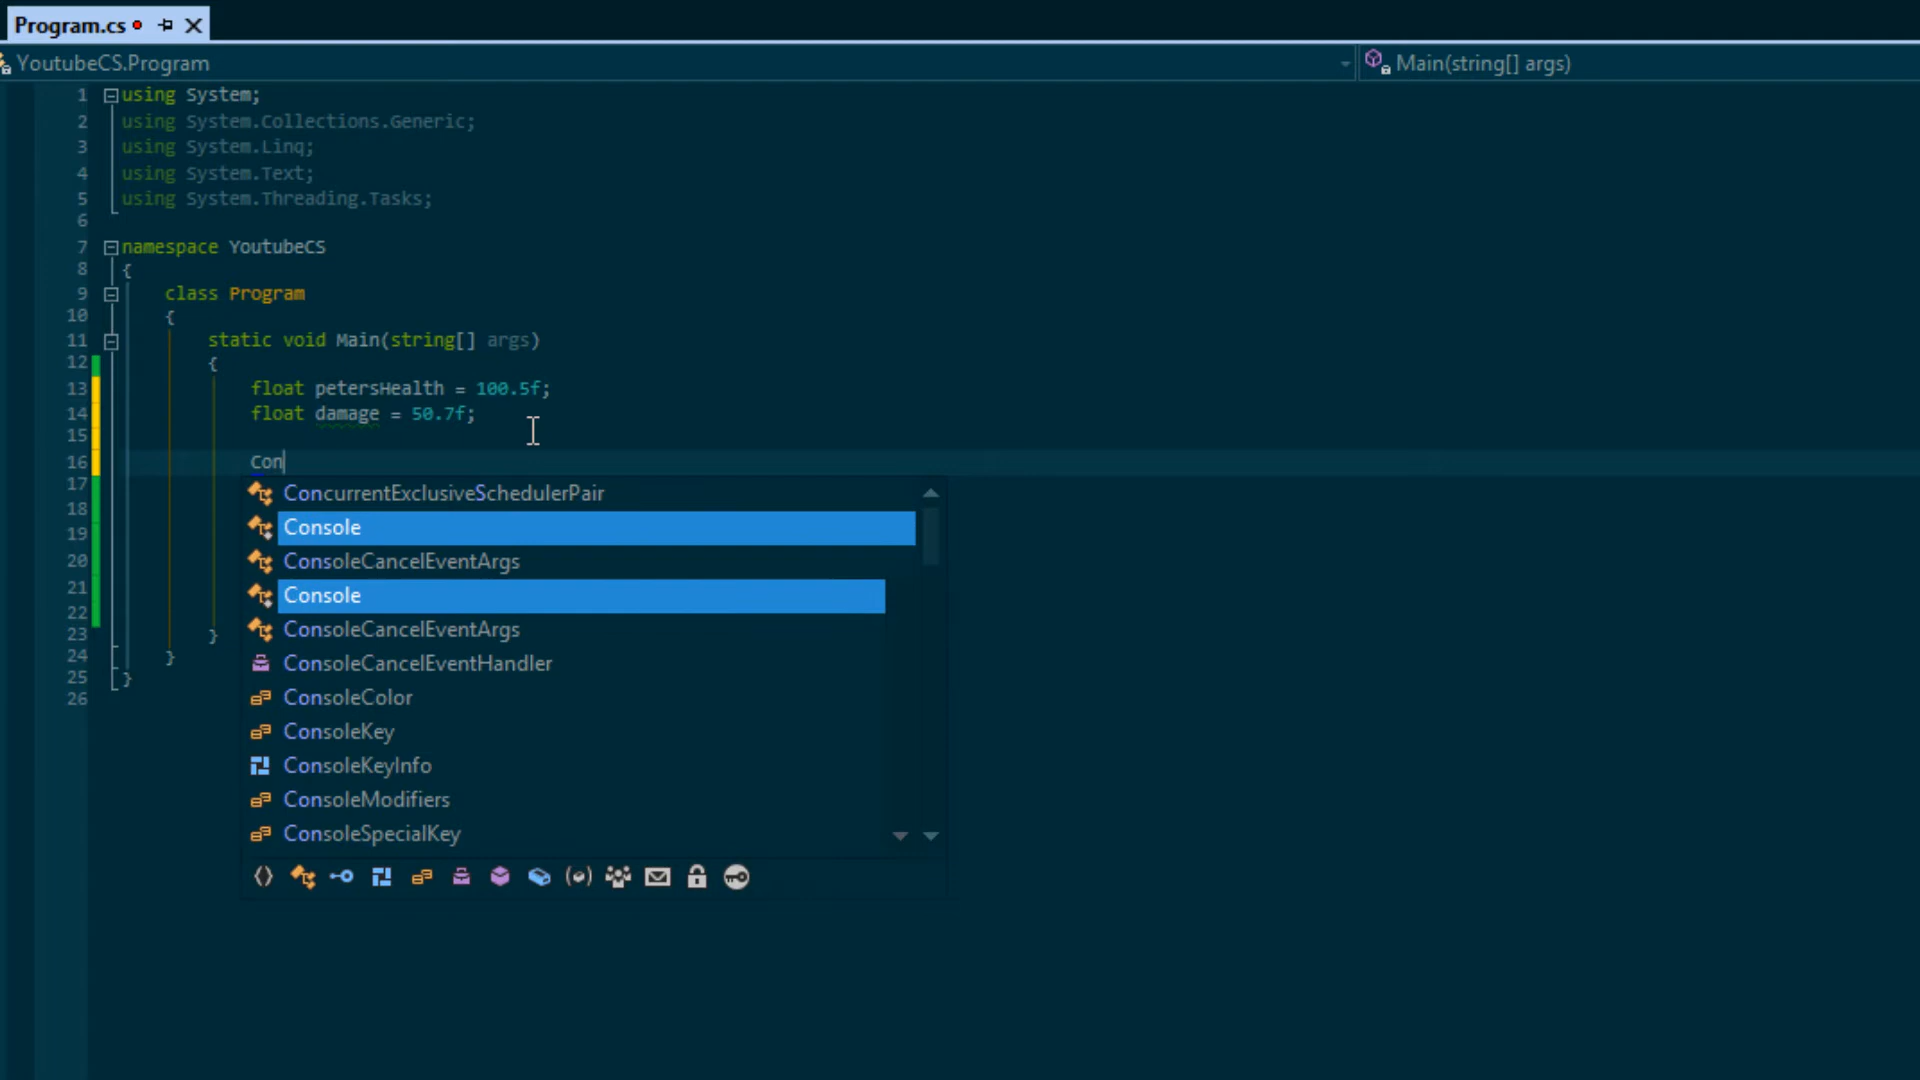 Program.cs
YoutubeCS.Program
Main(string[] args)
1 using System;
2 using System.Collections.Generic;
3 using System.Linq;
4 using System.Text;
5 using System.Threading.Tasks;
6
7 namespace YoutubeCS
8 {
9 class Program
10 {
11 static void Main(string[] args)
12 {
13 float petersHealth = 100.5f;
14 float damage = 50.7f;
15
16 Con
17
18
19
20
21
22
23 }
24 }
25 }
26
ConcurrentExclusiveSchedulerPair
Console
ConsoleCancelEventArgs
Console
ConsoleCancelEventArgs
ConsoleCancelEventHandler
ConsoleColor
ConsoleKey
ConsoleKeyInfo
ConsoleModifiers
ConsoleSpecialKey